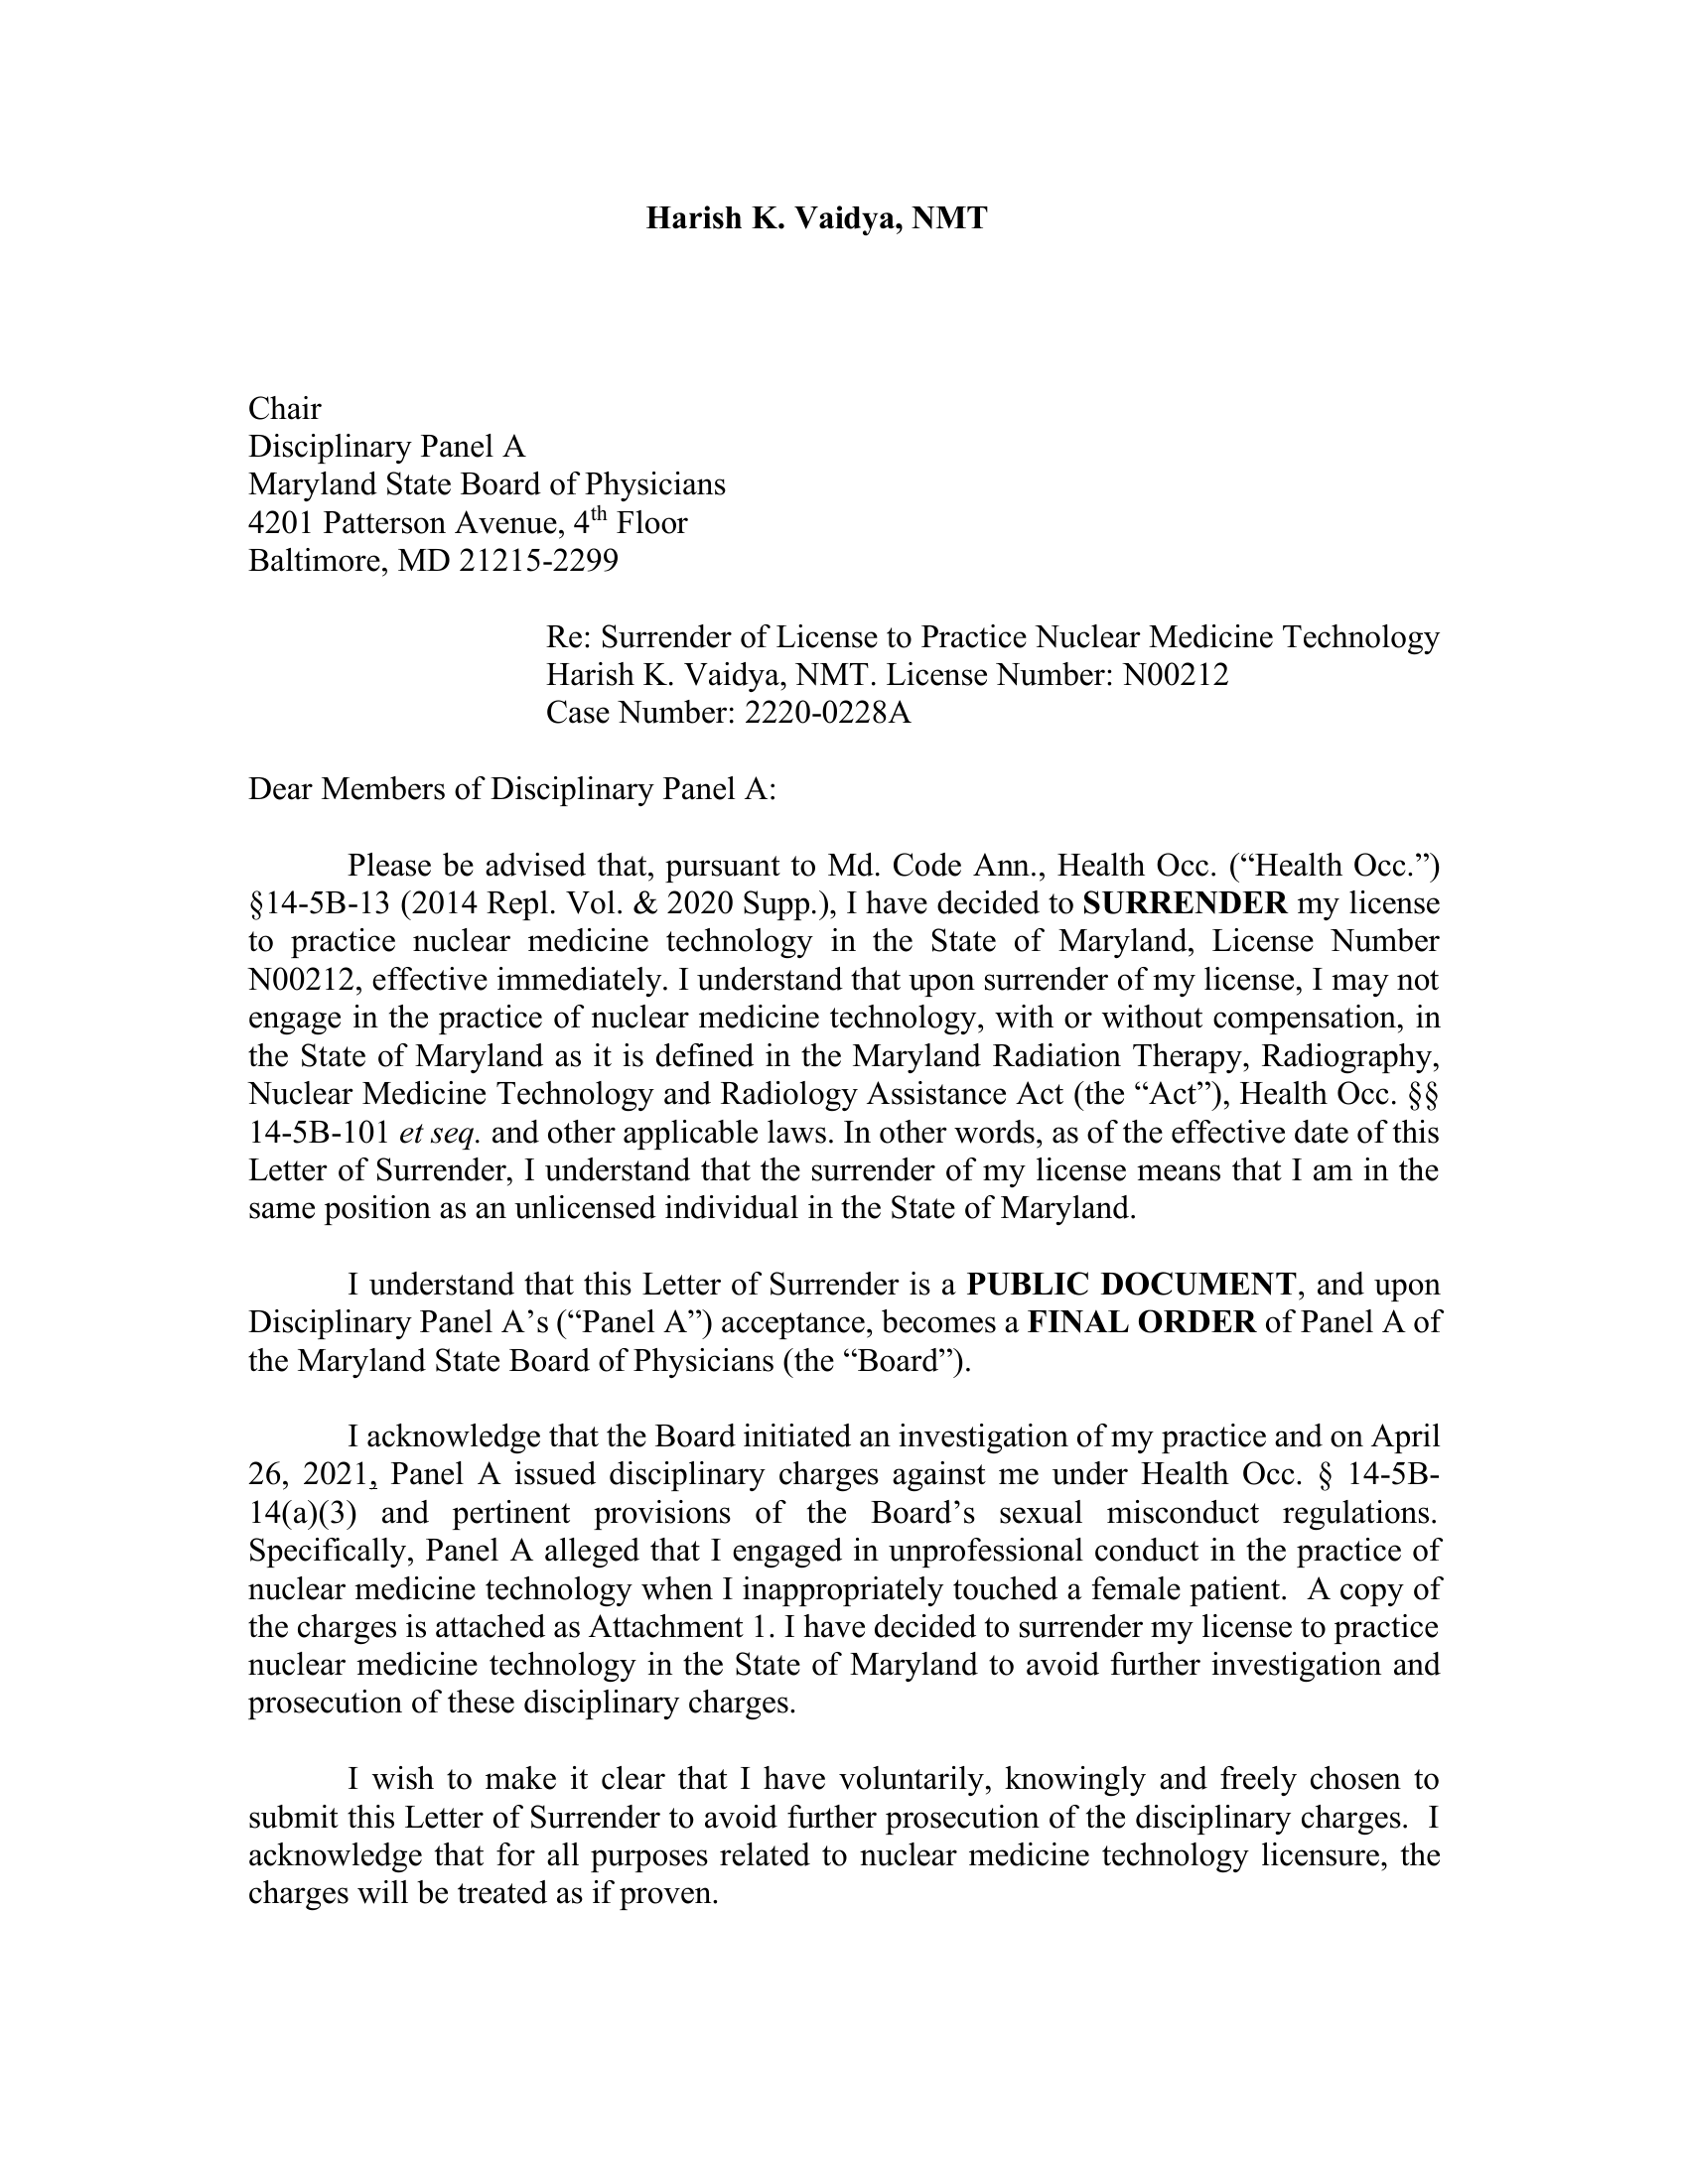 Harish K. Vaidya, NMT
Chair
Disciplinary Panel A
Maryland State Board of Physicians
4201 Patterson Avenue, 4th Floor
Baltimore, MD 21215-2299
Re: Surrender of License to Practice Nuclear Medicine Technology
Harish K. Vaidya, NMT. License Number: N00212
Case Number: 2220-0228A
Dear Members of Disciplinary Panel A:
Please be advised that, pursuant to Md. Code Ann., Health Occ. (“Health Occ.”)
§14-5B-13 (2014 Repl. Vol. & 2020 Supp.), I have decided to SURRENDER my license
to practice nuclear medicine technology in the State of Maryland, License Number
N00212, effective immediately. I understand that upon surrender of my license, I may not
engage in the practice of nuclear medicine technology, with or without compensation, in
the State of Maryland as it is defined in the Maryland Radiation Therapy, Radiography,
Nuclear Medicine Technology and Radiology Assistance Act (the “Act”), Health Occ. §§
14-5B-101 et seq. and other applicable laws. In other words, as of the effective date of this
Letter of Surrender, I understand that the surrender of my license means that I am in the
same position as an unlicensed individual in the State of Maryland.
I understand that this Letter of Surrender is a PUBLIC DOCUMENT, and upon
Disciplinary Panel A’s (“Panel A”) acceptance, becomes a FINAL ORDER of Panel A of
the Maryland State Board of Physicians (the “Board”).
I acknowledge that the Board initiated an investigation of my practice and on April
26, 2021, Panel A issued disciplinary charges against me under Health Occ. § 14-5B-
14(a)(3) and pertinent provisions of the Board’s sexual misconduct regulations.
Specifically, Panel A alleged that I engaged in unprofessional conduct in the practice of
nuclear medicine technology when I inappropriately touched a female patient.  A copy of
the charges is attached as Attachment 1. I have decided to surrender my license to practice
nuclear medicine technology in the State of Maryland to avoid further investigation and
prosecution of these disciplinary charges.
I wish to make it clear that I have voluntarily, knowingly and freely chosen to
submit this Letter of Surrender to avoid further prosecution of the disciplinary charges.  I
acknowledge that for all purposes related to nuclear medicine technology licensure, the
charges will be treated as if proven.